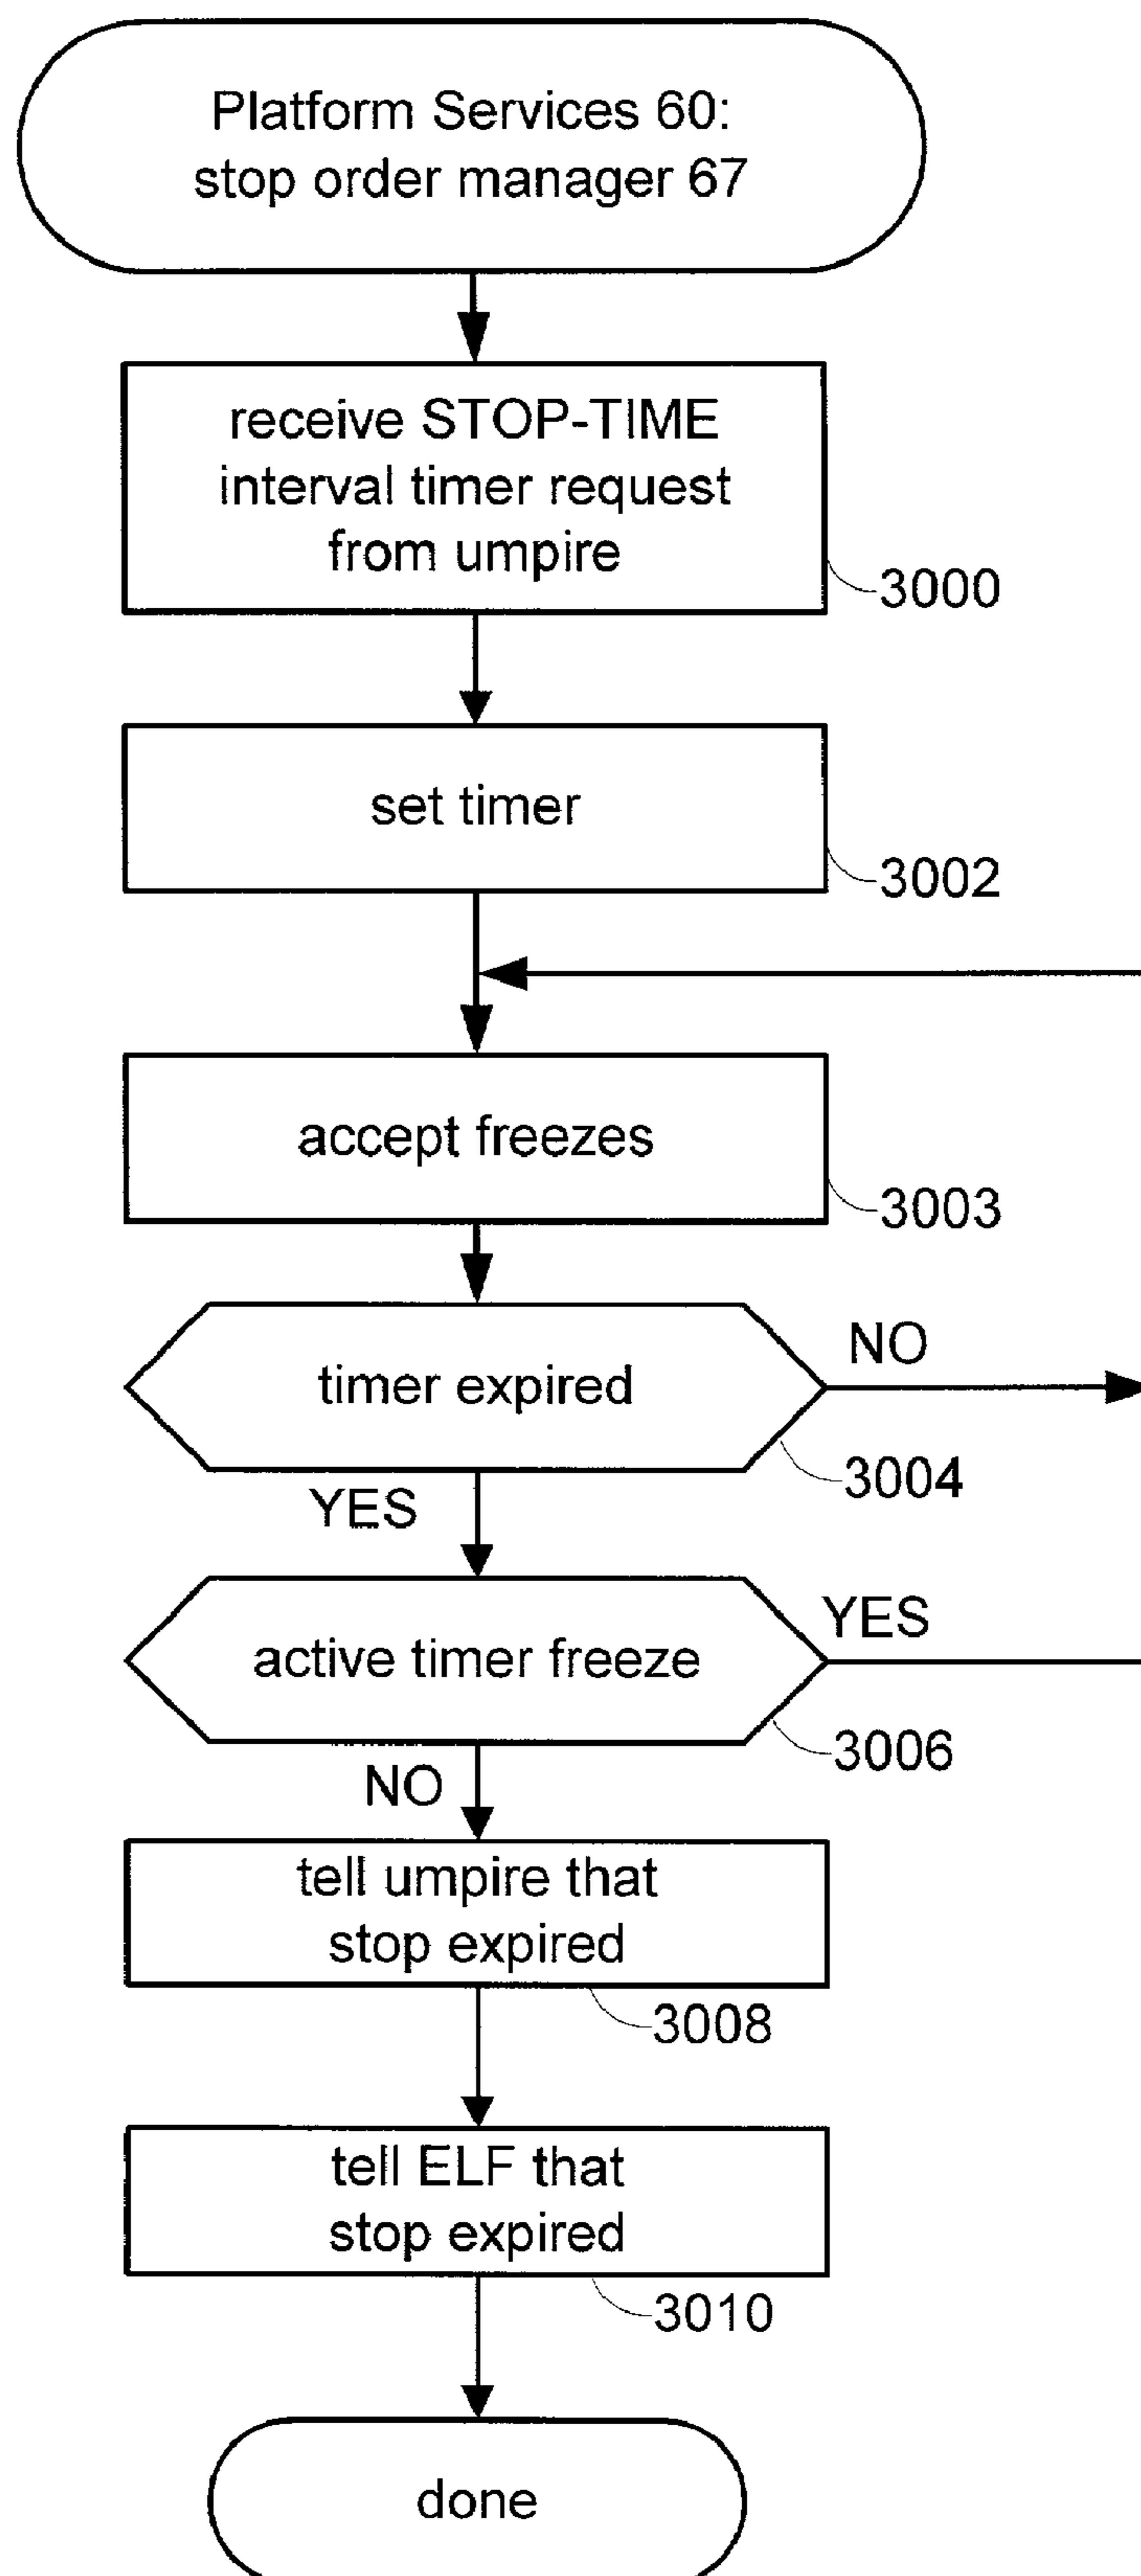 Platform Services 60:
stop order manager 67
receive STOP-TIME
interval timer request
from umpire
3000
set timer
3002
accept freezes
3003
timer expired
NO
3004
YES
active timer freeze
YES
3006
NO
tell umpire that
stop expired
3008
tell ELF that
stop expired
3010
done